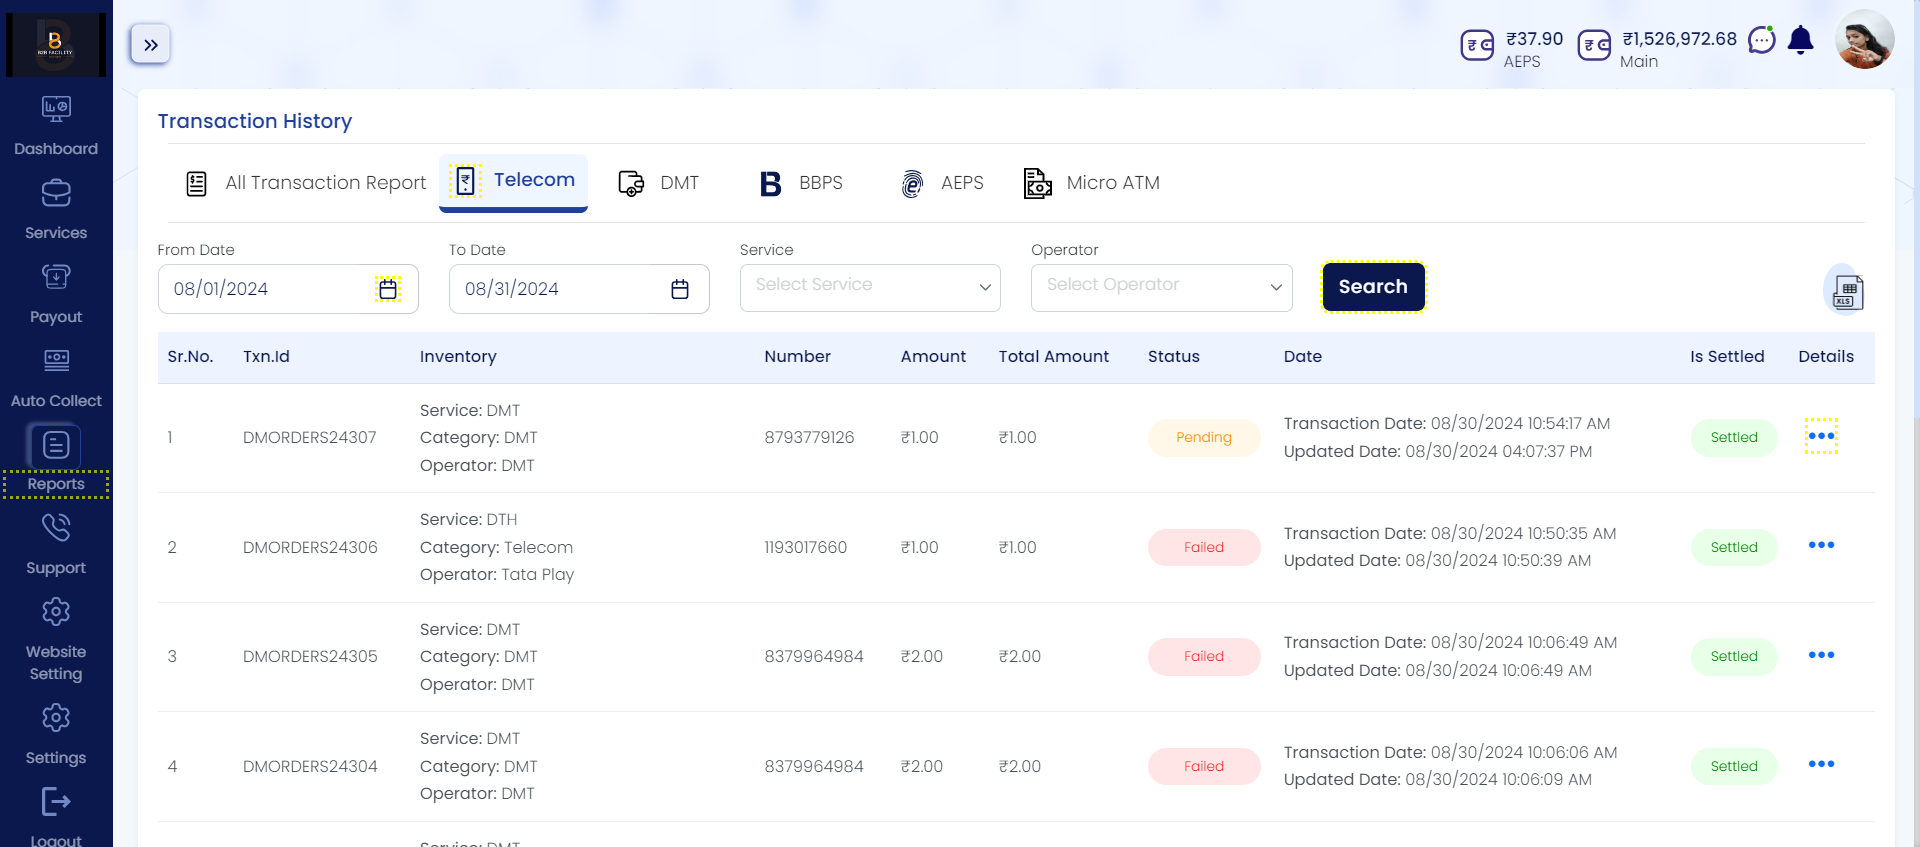 B2B FACILITY
₹37.90
AEPS
₹1,526,972.68
Main
Dashboard
Services
Payout
Auto Collect
Reports
Support
Website
Setting
Settings
Logout
Transaction History
All Transaction Report
Telecom
DMT
BBPS
AEPS
Micro ATM
From Date
To Date
Service
Operator
08/01/2024
08/31/2024
Select Service
Select Operator
Search
XLS
Sr.No. Txn.Id Inventory Number Amount Total Amount Status Date Is Settled Details
Service: DMT
1 DMORDERS24307 Category: DMT 8793779126 ₹1.00 ₹1.00 Pending Transaction Date: 08/30/2024 10:54:17 AM Settled
Operator: DMT Updated Date: 08/30/2024 04:07:37 PM
Service: DTH
2 DMORDERS24306 Category: Telecom 1193017660 ₹1.00 ₹1.00 Failed Transaction Date: 08/30/2024 10:50:35 AM Settled
Operator: Tata Play Updated Date: 08/30/2024 10:50:39 AM
Service: DMT
3 DMORDERS24305 Category: DMT 8379964984 ₹2.00 ₹2.00 Failed Transaction Date: 08/30/2024 10:06:49 AM Settled
Operator: DMT Updated Date: 08/30/2024 10:06:49 AM
Service: DMT
4 DMORDERS24304 Category: DMT 8379964984 ₹2.00 ₹2.00 Failed Transaction Date: 08/30/2024 10:06:06 AM Settled
Operator: DMT Updated Date: 08/30/2024 10:06:09 AM
Service: DMT